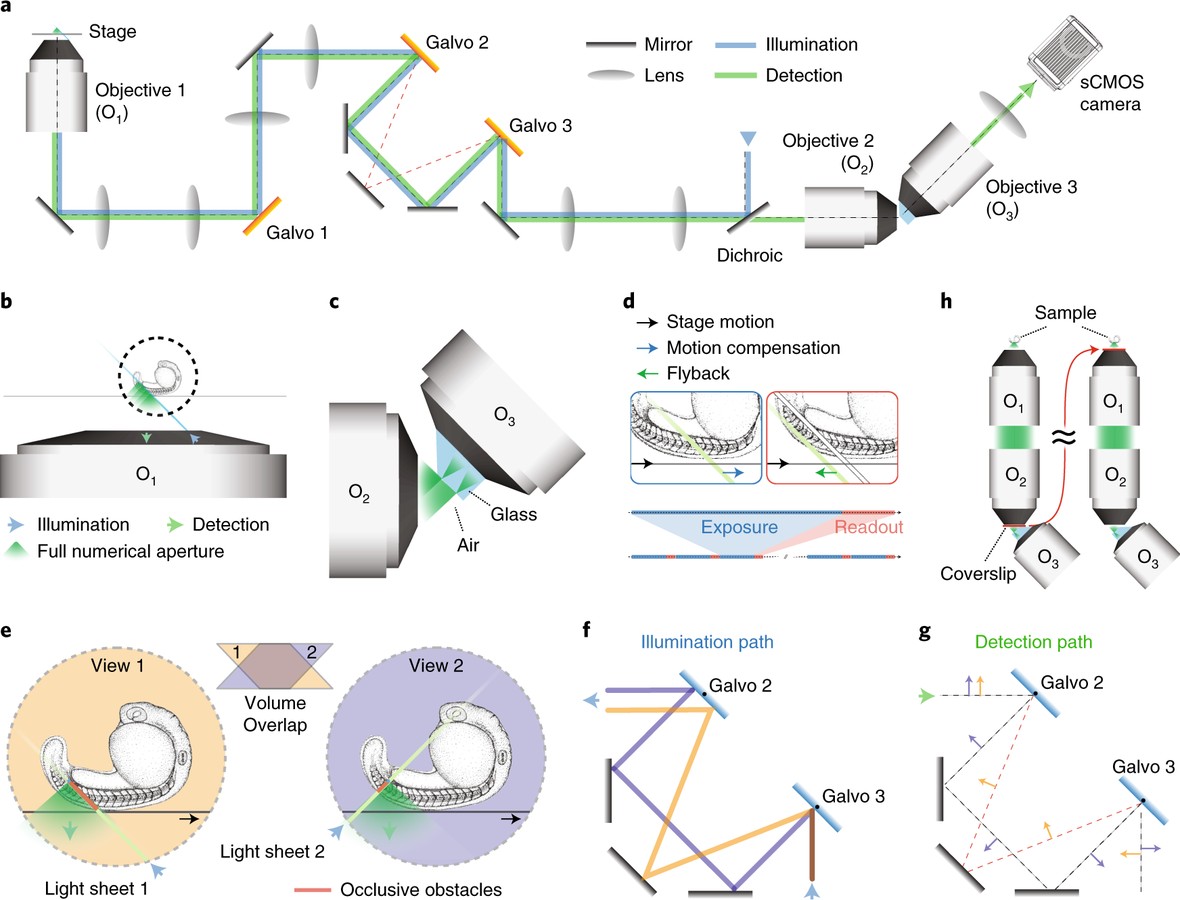 a
Stage
Objective 1
(O1)
Galvo 2
Galvo 3
Galvo 1
Mirror
Illumination
Lens
Detection
sCMOS
camera
Objective 2
(O2)
Objective 3
(O3)
Dichroic
b
O1
Illumination
Detection
Full numerical aperture
c
O3
O2
Glass
Air
d
Stage motion
Motion compensation
Flyback
Exposure
Readout
h
Sample
O1
O1
≈
O2
O2
O3
O3
Coverslip
e
View 1
1
2
Volume
Overlap
View 2
Light sheet 1
Light sheet 2
Occlusive obstacles
f
Illumination path
Galvo 2
Galvo 3
g
Detection path
Galvo 2
Galvo 3